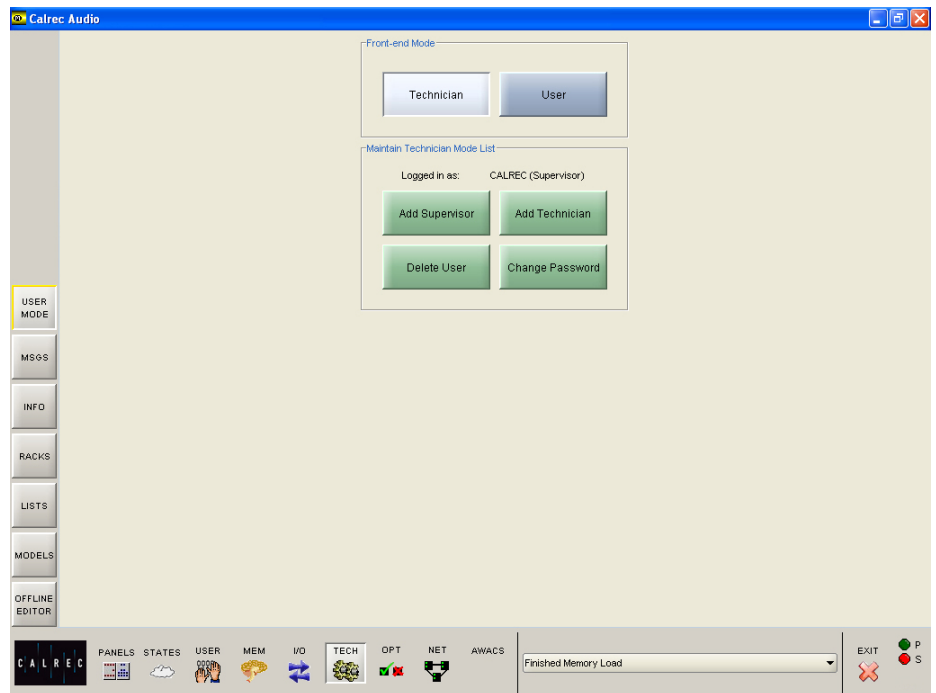 Calrec Audio
Front-end Mode
Technician
User
Maintain Technician Mode List
Logged in as: CALREC (Supervisor)
Add Supervisor
Add Technician
Delete User
Change Password
USER
MODE
MSGS
INFO
RACKS
LISTS
MODELS
OFFLINE
EDITOR
CALREC
PANELS
STATES
USER
MEM
I/O
TECH
OPT
NET
AWACS
Finished Memory Load
EXIT
P
S